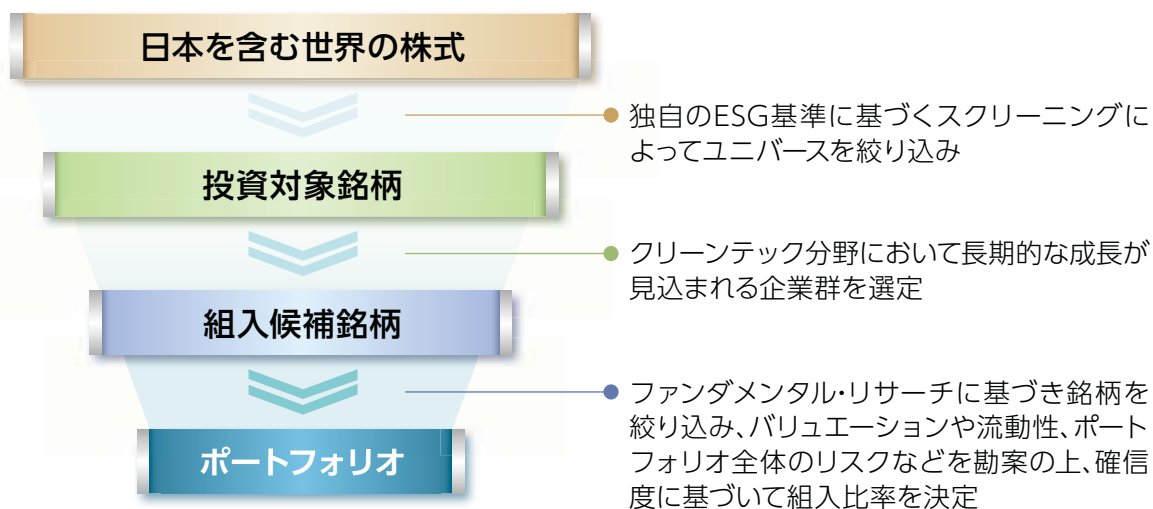 日本を含む世界の株式
独自のESG基準に基づくスクリーニングに
よってユニバースを絞り込み
投資対象銘柄
クリーンテック分野において長期的な成長が
見込まれる企業群を選定
組入候補銘柄
ファンダメンタル・リサーチに基づき銘柄を
絞り込み、バリュエーションや流動性、ポート
フォリオ全体のリスクなどを勘案の上、確信
度に基づいて組入比率を決定
ポートフォリオ